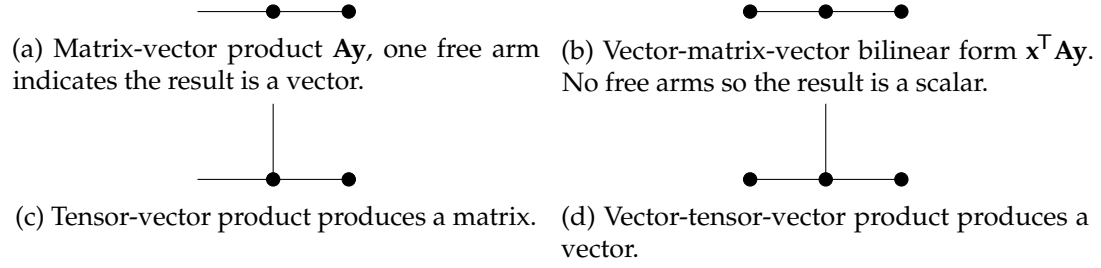 (a) Matrix-vector product Ay, one free arm
indicates the result is a vector.
(b) Vector-matrix-vector bilinear form xᵀAy.
No free arms so the result is a scalar.
(c) Tensor-vector product produces a matrix.
(d) Vector-tensor-vector product produces a
vector.